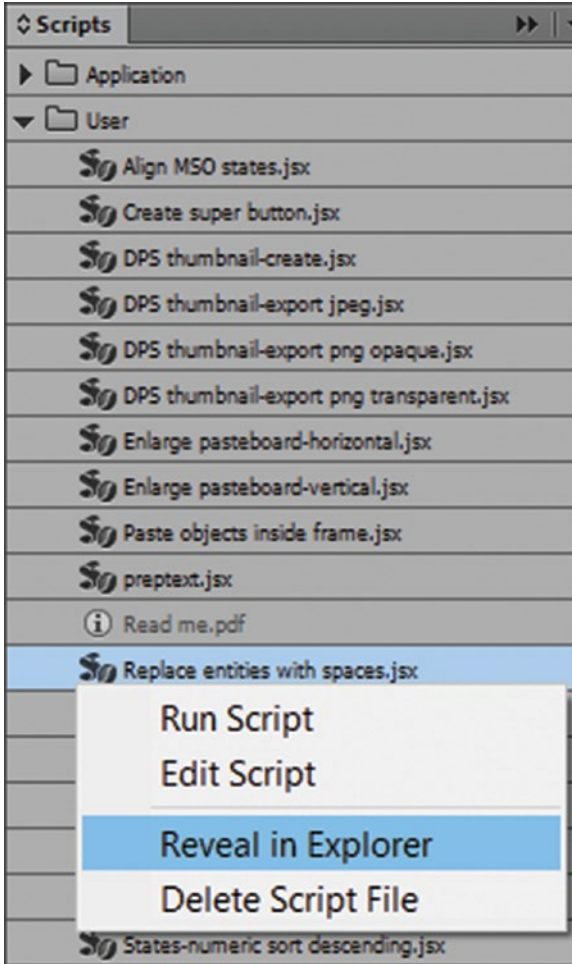 Scripts
Application
User
Align MSO states.jsx
Create super button.jsx
DPS thumbnail-create.jsx
DPS thumbnail-export jpeg.jsx
DPS thumbnail-export png opaque.jsx
DPS thumbnail-export png transparent.jsx
Enlarge pasteboard-horizontal.jsx
Enlarge pasteboard-vertical.jsx
Paste objects inside frame.jsx
preptext.jsx
Read me.pdf
Replace entities with spaces.jsx
Run Script
Edit Script
Reveal in Explorer
Delete Script File
States-numeric sort descending.jsx